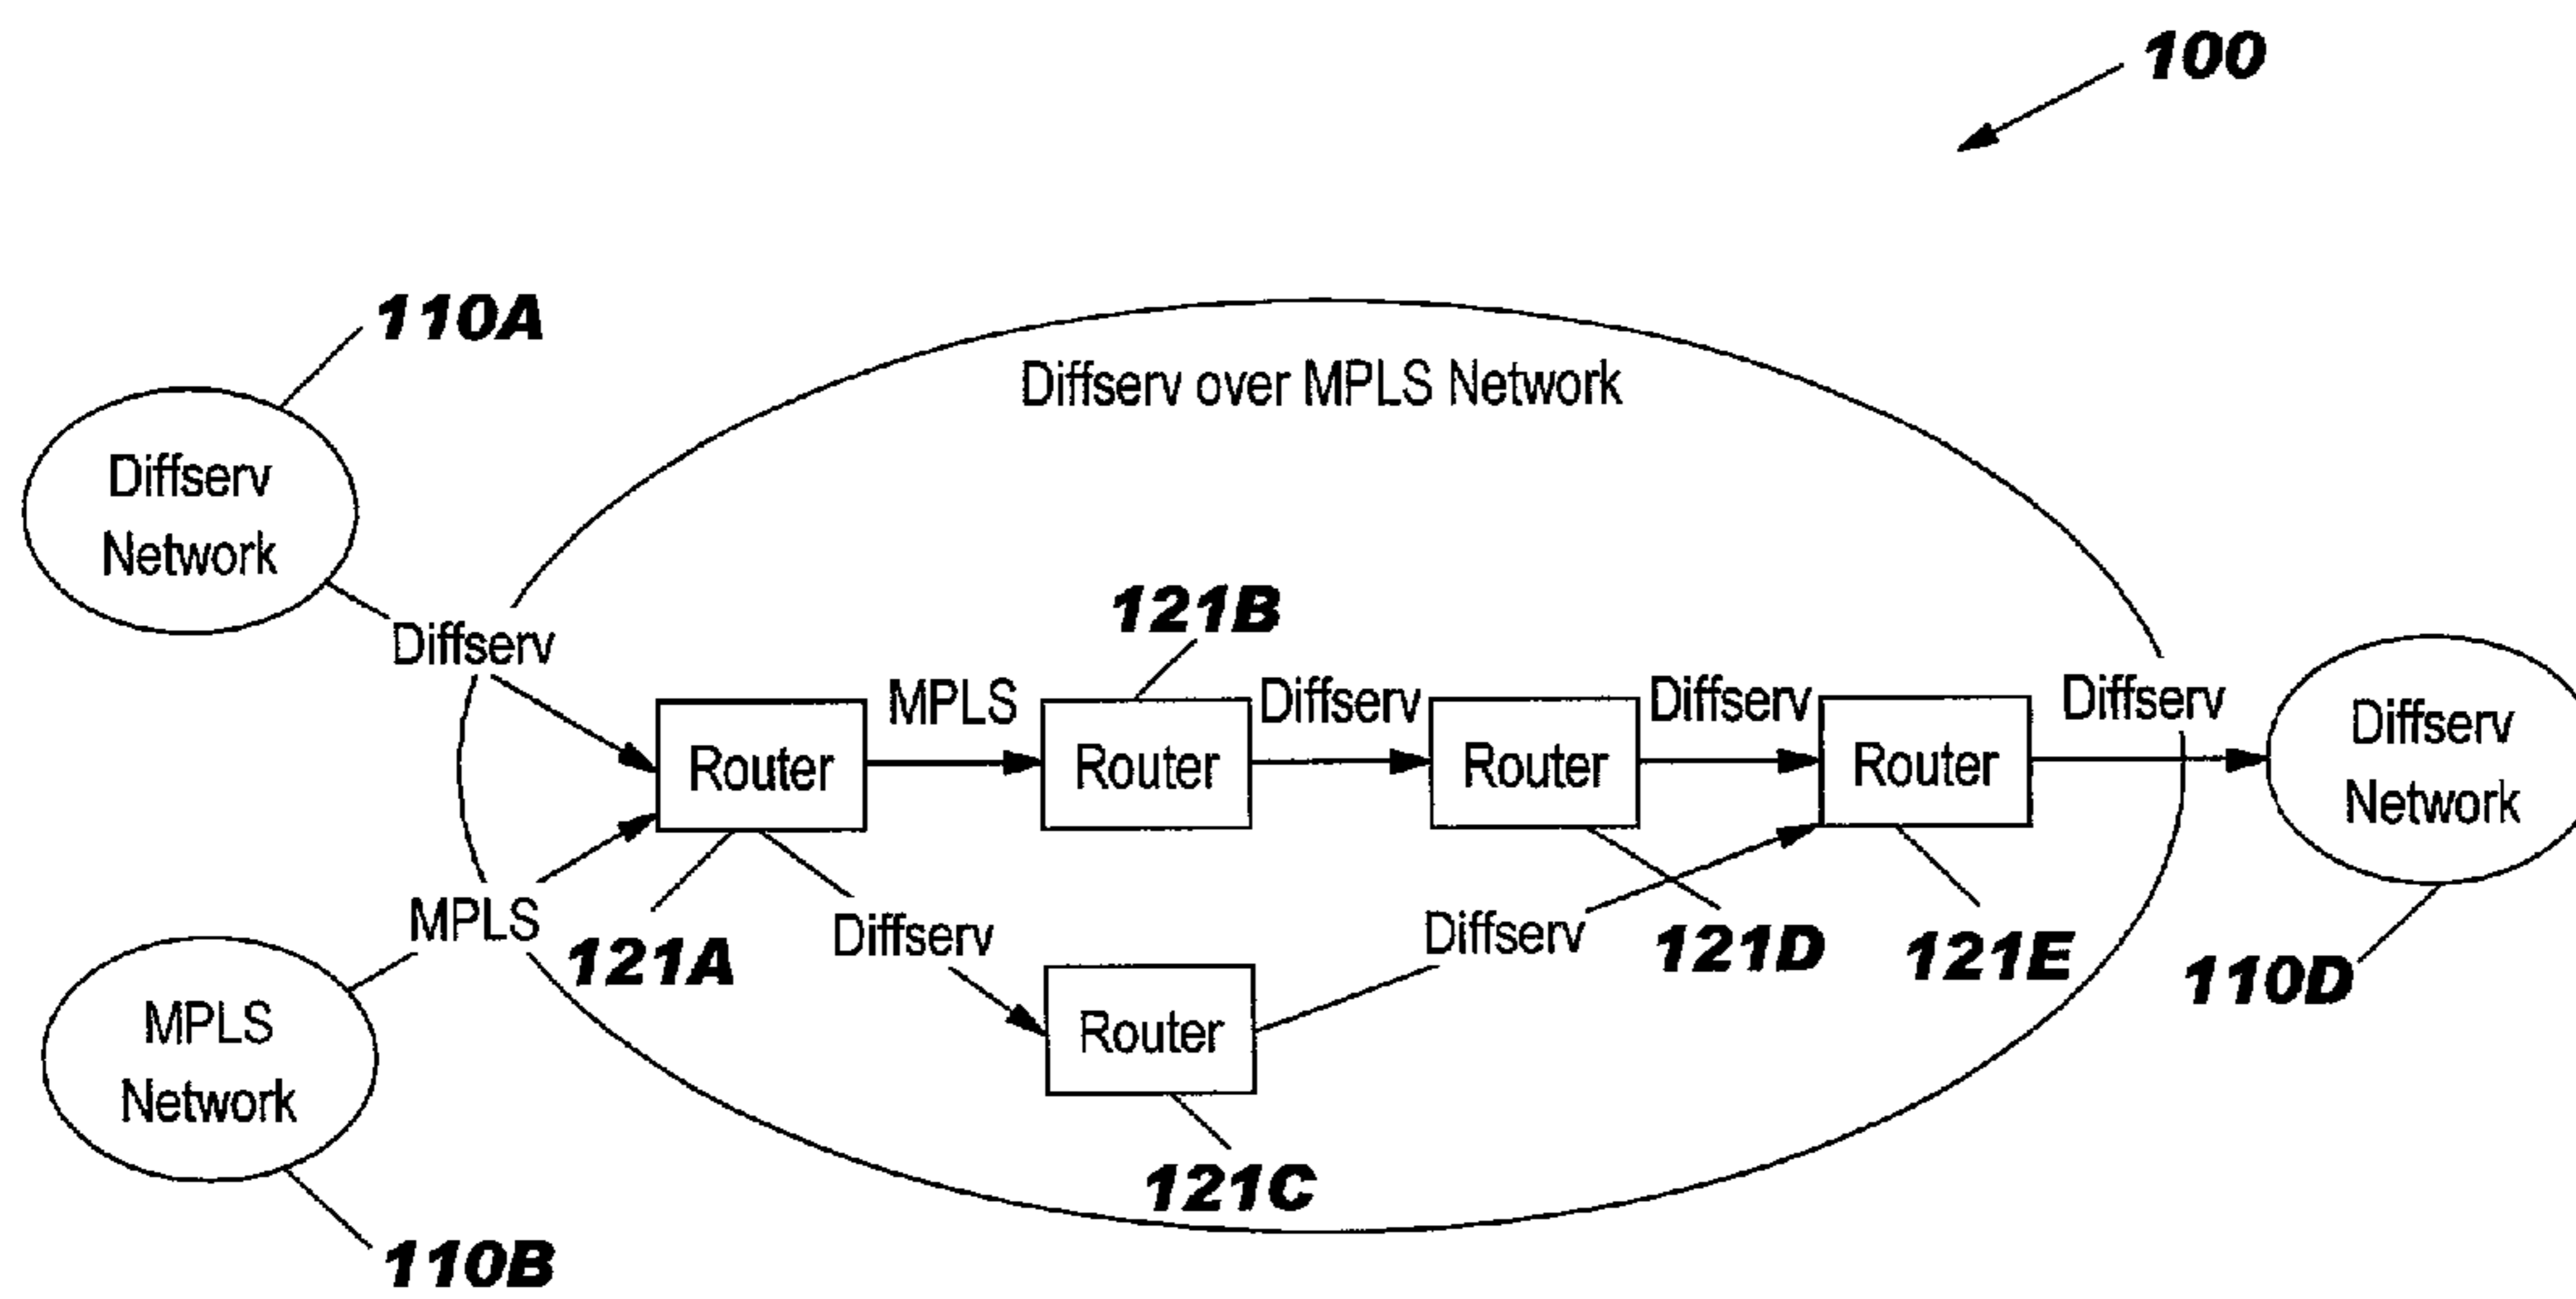 100
110A
Diffserv over MPLS Network
Diffserv
Network
Diffserv
121B
MPLS
Diffserv
Diffserv
Diffserv
Router
Router
Router
Router
Diffserv
Network
MPLS
121A
Diffserv
Diffserv
121D
121E
110D
MPLS
Network
Router
121C
110B